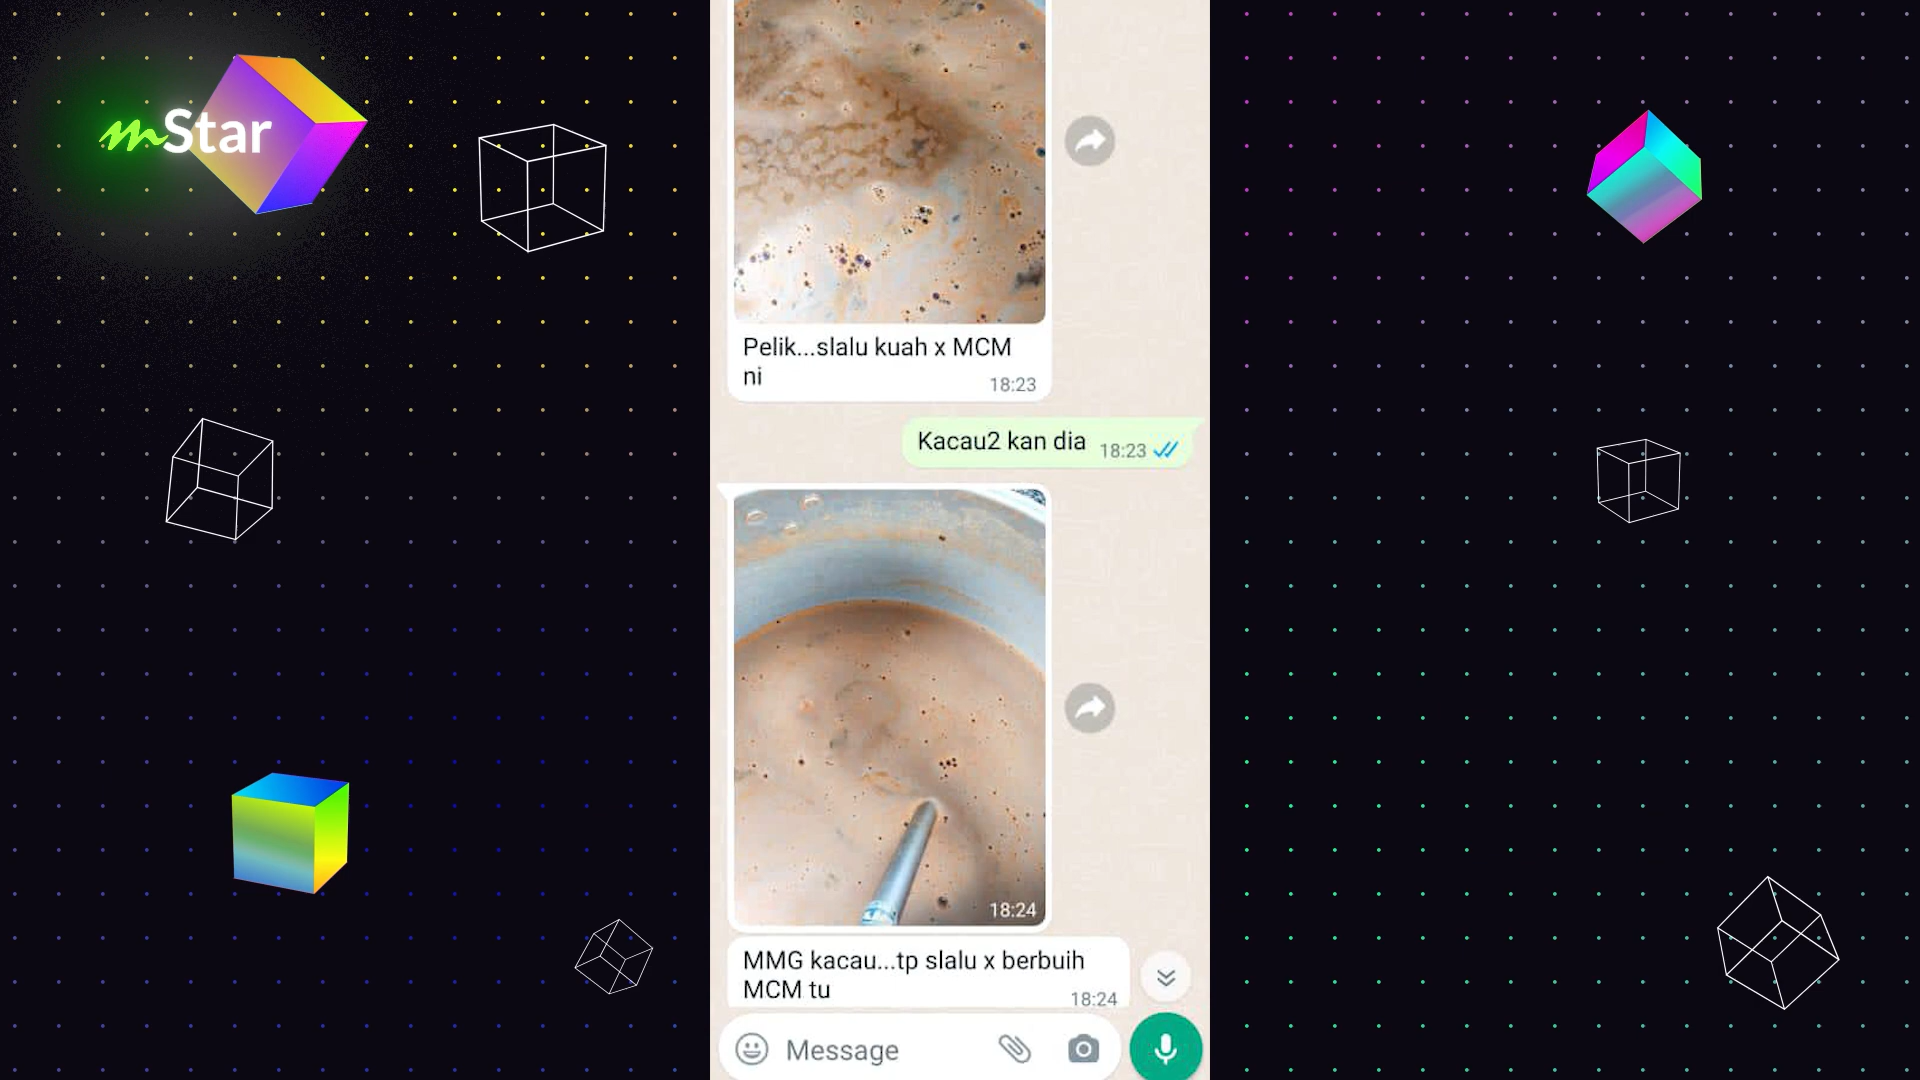 mStar
Pelik...slalu kuah x MCM
ni
18:23
Kacau2 kan dia
18:23
18:24
MMG kacau...tp slalu x berbuih
MCM tu
18:24
Message